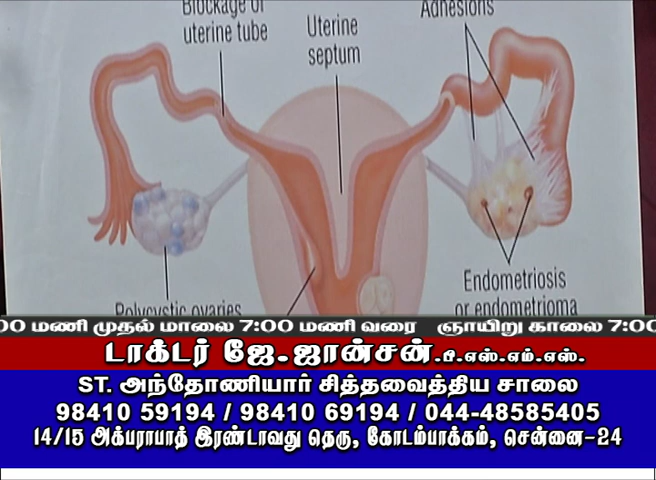 Blockage of
uterine tube
Uterine
septum
Adhesions
Endometriosis
or endometrioma
Polycystic ovaries
00 மணி முதல் மாலை 7:00 மணி வரை ஞாயிறு காலை 7:00
டாக்டர் ஜே.ஜான்சன்.பி.எஸ்.எம்.எஸ்.
ST. அந்தோணியார் சித்தவைத்திய சாலை
98410 59194 / 98410 69194 / 044-48585405
14/15 அக்பராபாத் இரண்டாவது தெரு, கோடம்பாக்கம், சென்னை-24